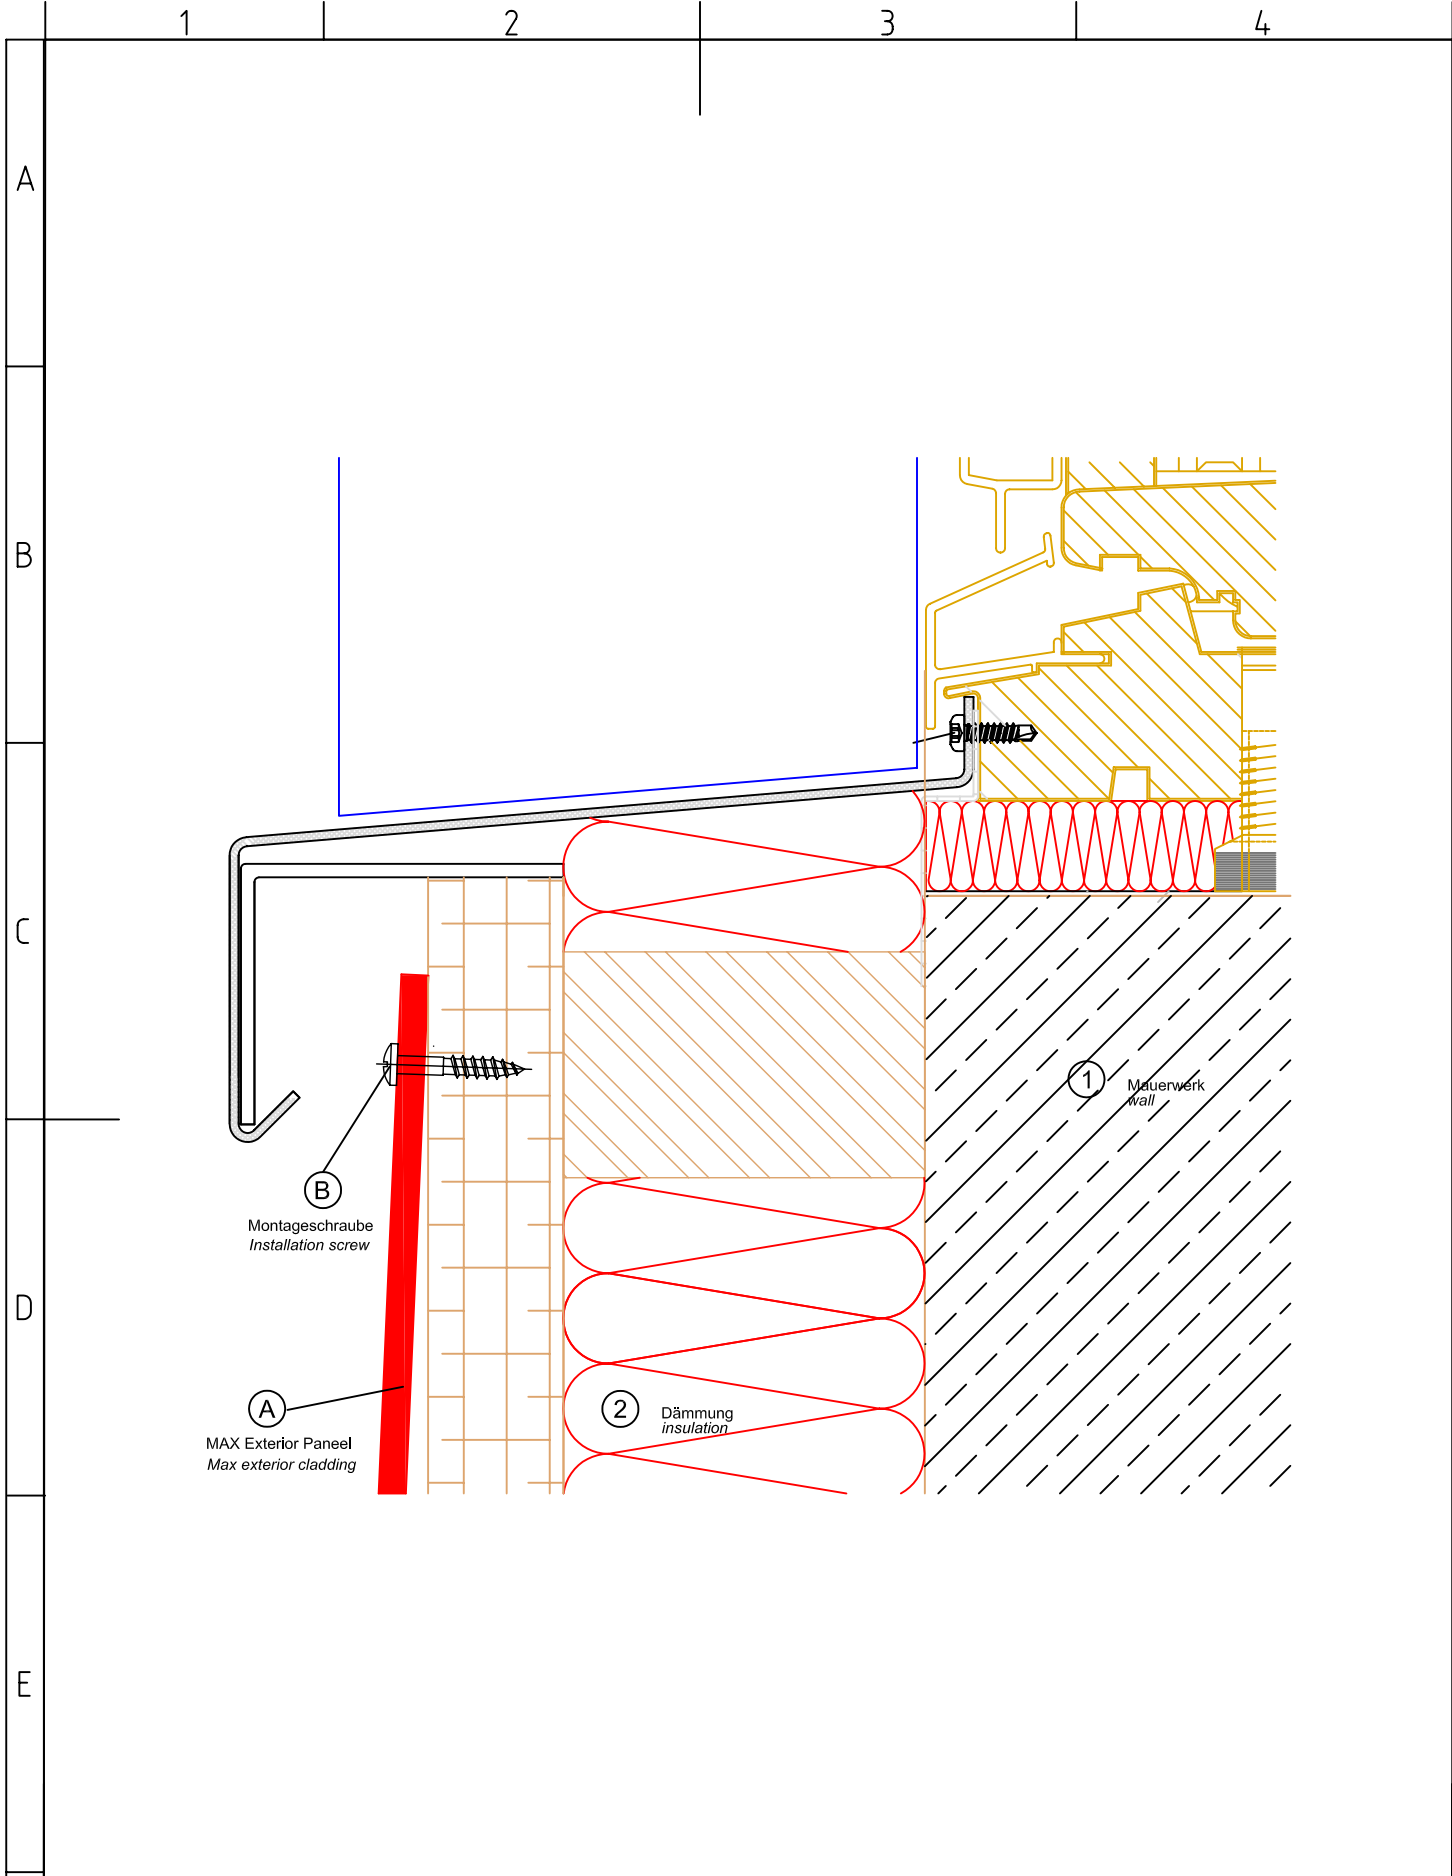 1 2 3 4
A
B
C
D
E
1
Mauerwerk
wall
B
Montageschraube
Installation screw
A
MAX Exterior Paneel
Max exterior cladding
2
Dämmung
insulation